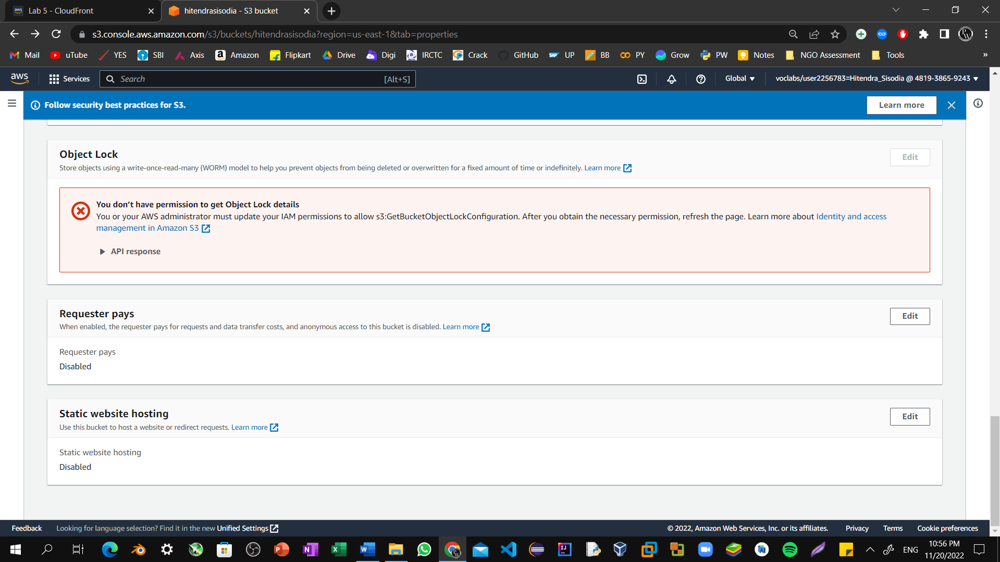 Lab 5 - CloudFront
hitendrasisodia - S3 bucket
s3.console.aws.amazon.com/s3/buckets/hitendrasisodia?region=us-east-1&tab=properties
Mail
uTube
YES
SBI
Axis
Amazon
Flipkart
Drive
Digi
IRCTC
Crack
GitHub
UP
BB
PY
Grow
PW
Notes
NGO Assessment
Tools
»
aws
Services
Search
[Alt+S]
Global
voclabs/user2256783=Hitendra_Sisodia @ 4819-3865-9243
Follow security best practices for S3.
Learn more
Object Lock
Edit
Store objects using a write-once-read-many (WORM) model to help you prevent objects from being deleted or overwritten for a fixed amount of time or indefinitely. Learn more
You don’t have permission to get Object Lock details
You or your AWS administrator must update your IAM permissions to allow s3:GetBucketObjectLockConfiguration. After you obtain the necessary permission, refresh the page. Learn more about Identity and access
management in Amazon S3
API response
Requester pays
Edit
When enabled, the requester pays for requests and data transfer costs, and anonymous access to this bucket is disabled. Learn more
Requester pays
Disabled
Static website hosting
Edit
Use this bucket to host a website or redirect requests. Learn more
Static website hosting
Disabled
Feedback
Looking for language selection? Find it in the new Unified Settings
© 2022, Amazon Web Services, Inc. or its affiliates.
Privacy
Terms
Cookie preferences
ENG
10:56 PM
11/20/2022